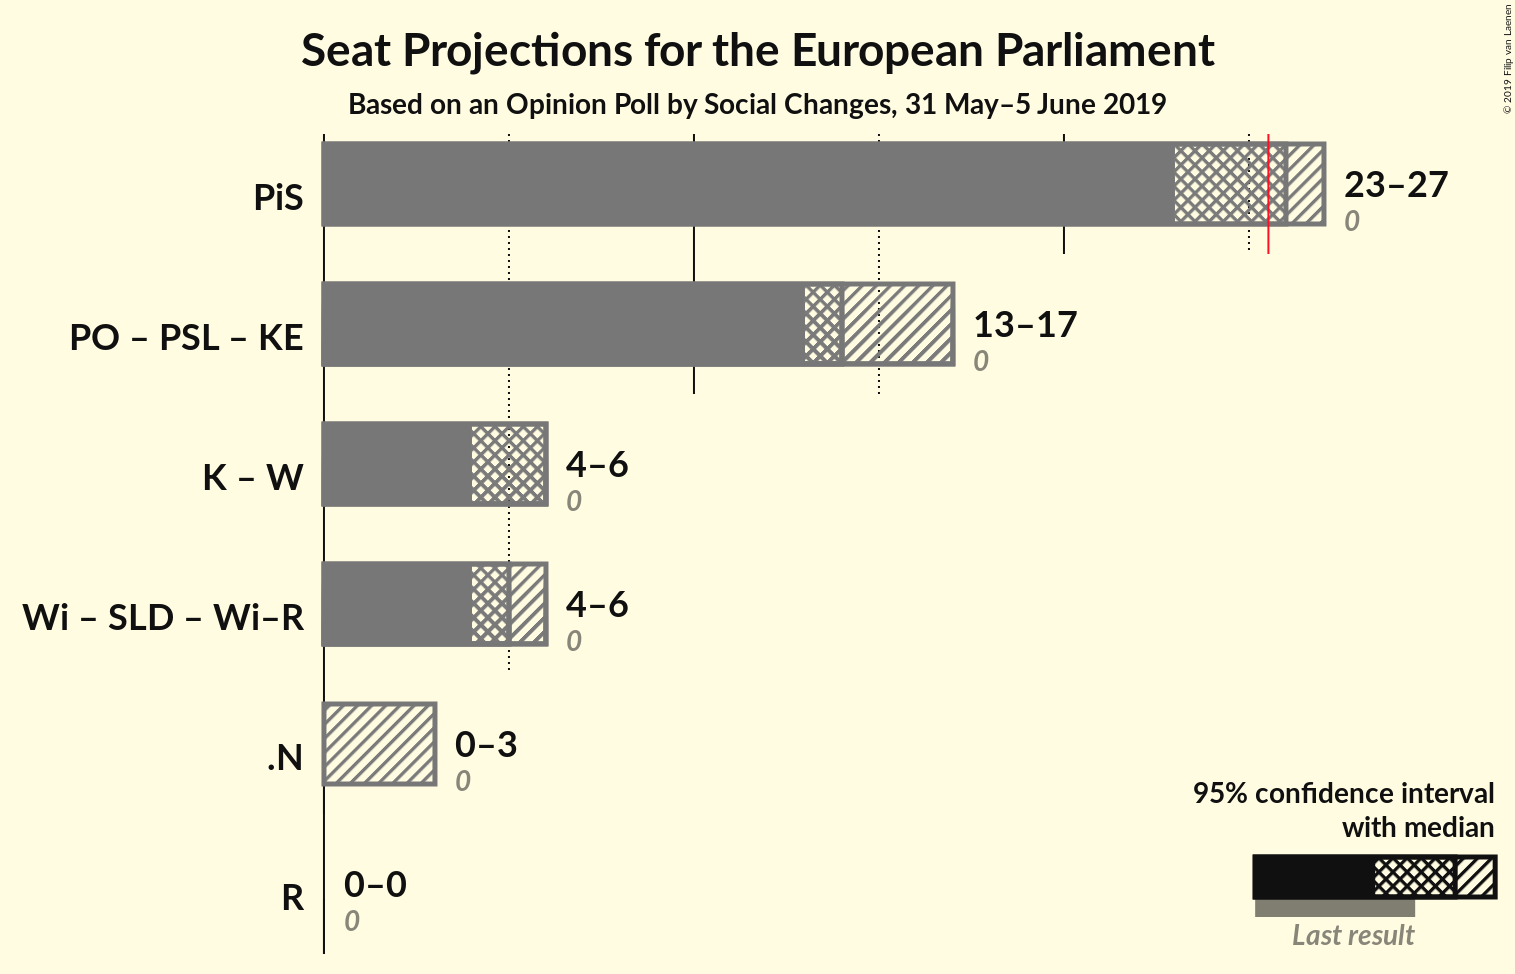 Seat Projections for the European Parliament
Based on an Opinion Poll by Social Changes, 31 May–5 June 2019
© 2019 Filip van Laenen
PiS
23–27
0
PO – PSL – KE
13–17
0
K – W
4–6
0
Wi – SLD – Wi–R
4–6
0
.N
0–3
0
R
0–0
0
95% confidence interval
with median
Last result